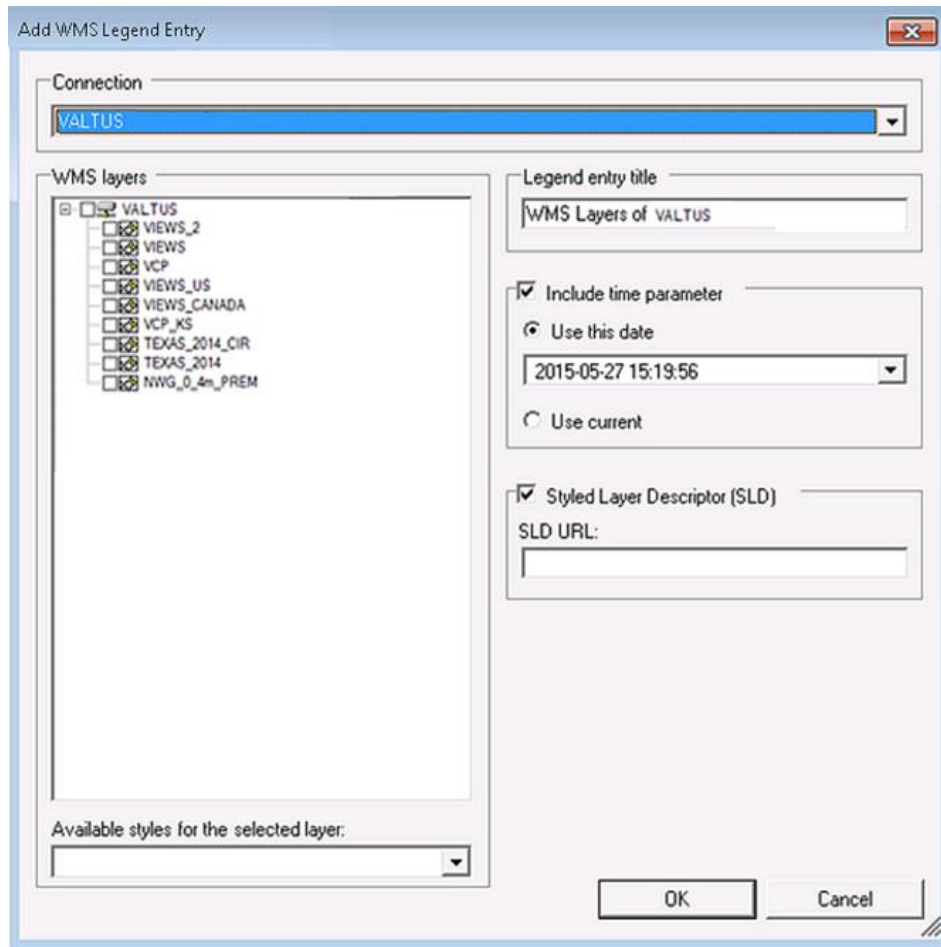 Add WMS Legend Entry
Connection
VALTUS
WMS layers
VALTUS
VIEWS_2
VIEWS
VCP
VIEWS_US
VIEWS_CANADA
VCP_KS
TEXAS_2014_CIR
TEXAS_2014
NWG_0_4m_PREM
Available styles for the selected layer:
Legend entry title
WMS Layers of VALTUS
Include time parameter
Use this date
2015-05-27 15:19:56
Use current
Styled Layer Descriptor (SLD)
SLD URL:
OK
Cancel